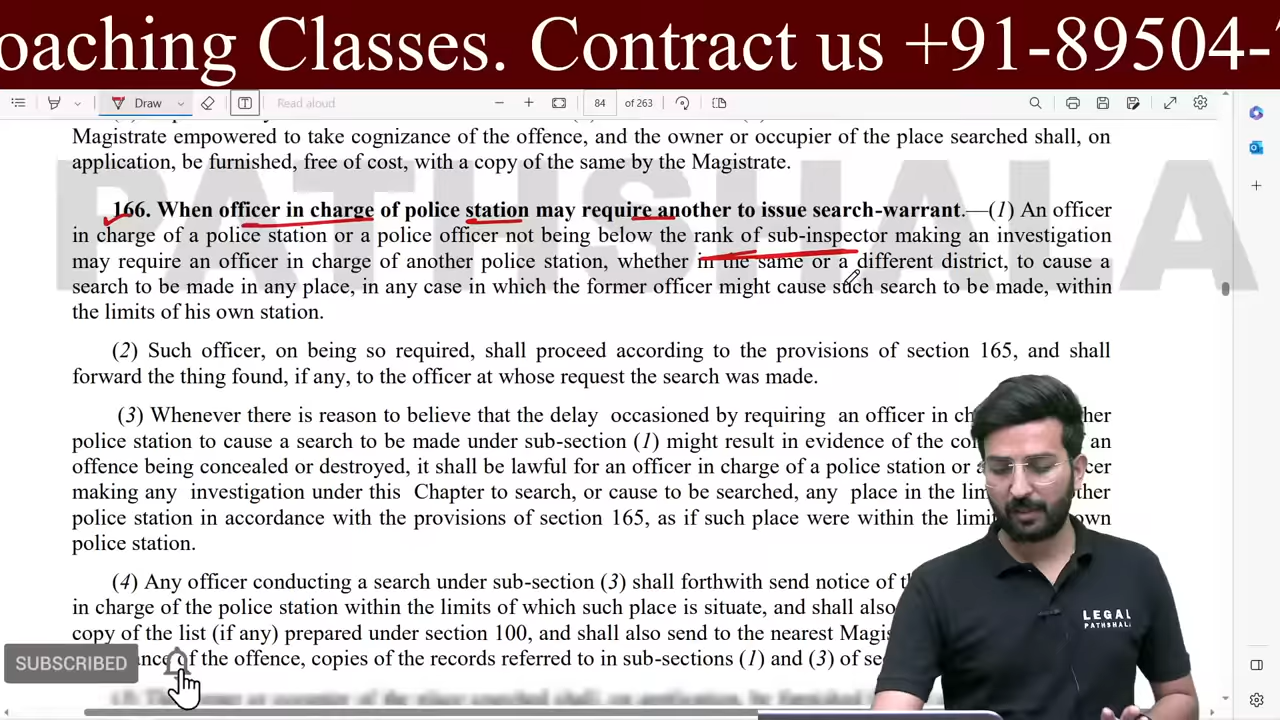 oaching Classes. Contract us +91-89504-
Draw
Read aloud
84 of 263
Magistrate empowered to take cognizance of the offence, and the owner or occupier of the place searched shall, on
application, be furnished, free of cost, with a copy of the same by the Magistrate.
PATHSHALA
166. When officer in charge of police station may require another to issue search-warrant.—(1) An officer
in charge of a police station or a police officer not being below the rank of sub-inspector making an investigation
may require an officer in charge of another police station, whether in the same or a different district, to cause a
search to be made in any place, in any case in which the former officer might cause such search to be made, within
the limits of his own station.
(2) Such officer, on being so required, shall proceed according to the provisions of section 165, and shall
forward the thing found, if any, to the officer at whose request the search was made.
(3) Whenever there is reason to believe that the delay occasioned by requiring an officer in ch her
police station to cause a search to be made under sub-section (1) might result in evidence of the co an
offence being concealed or destroyed, it shall be lawful for an officer in charge of a police station or a cer
making any investigation under this Chapter to search, or cause to be searched, any place in the lim ther
police station in accordance with the provisions of section 165, as if such place were within the limi own
police station.
(4) Any officer conducting a search under sub-section (3) shall forthwith send notice of t
in charge of the police station within the limits of which such place is situate, and shall also
copy of the list (if any) prepared under section 100, and shall also send to the nearest Magi
ance of the offence, copies of the records referred to in sub-sections (1) and (3) of se
SUBSCRIBED
LEGAL
PATHSHALA